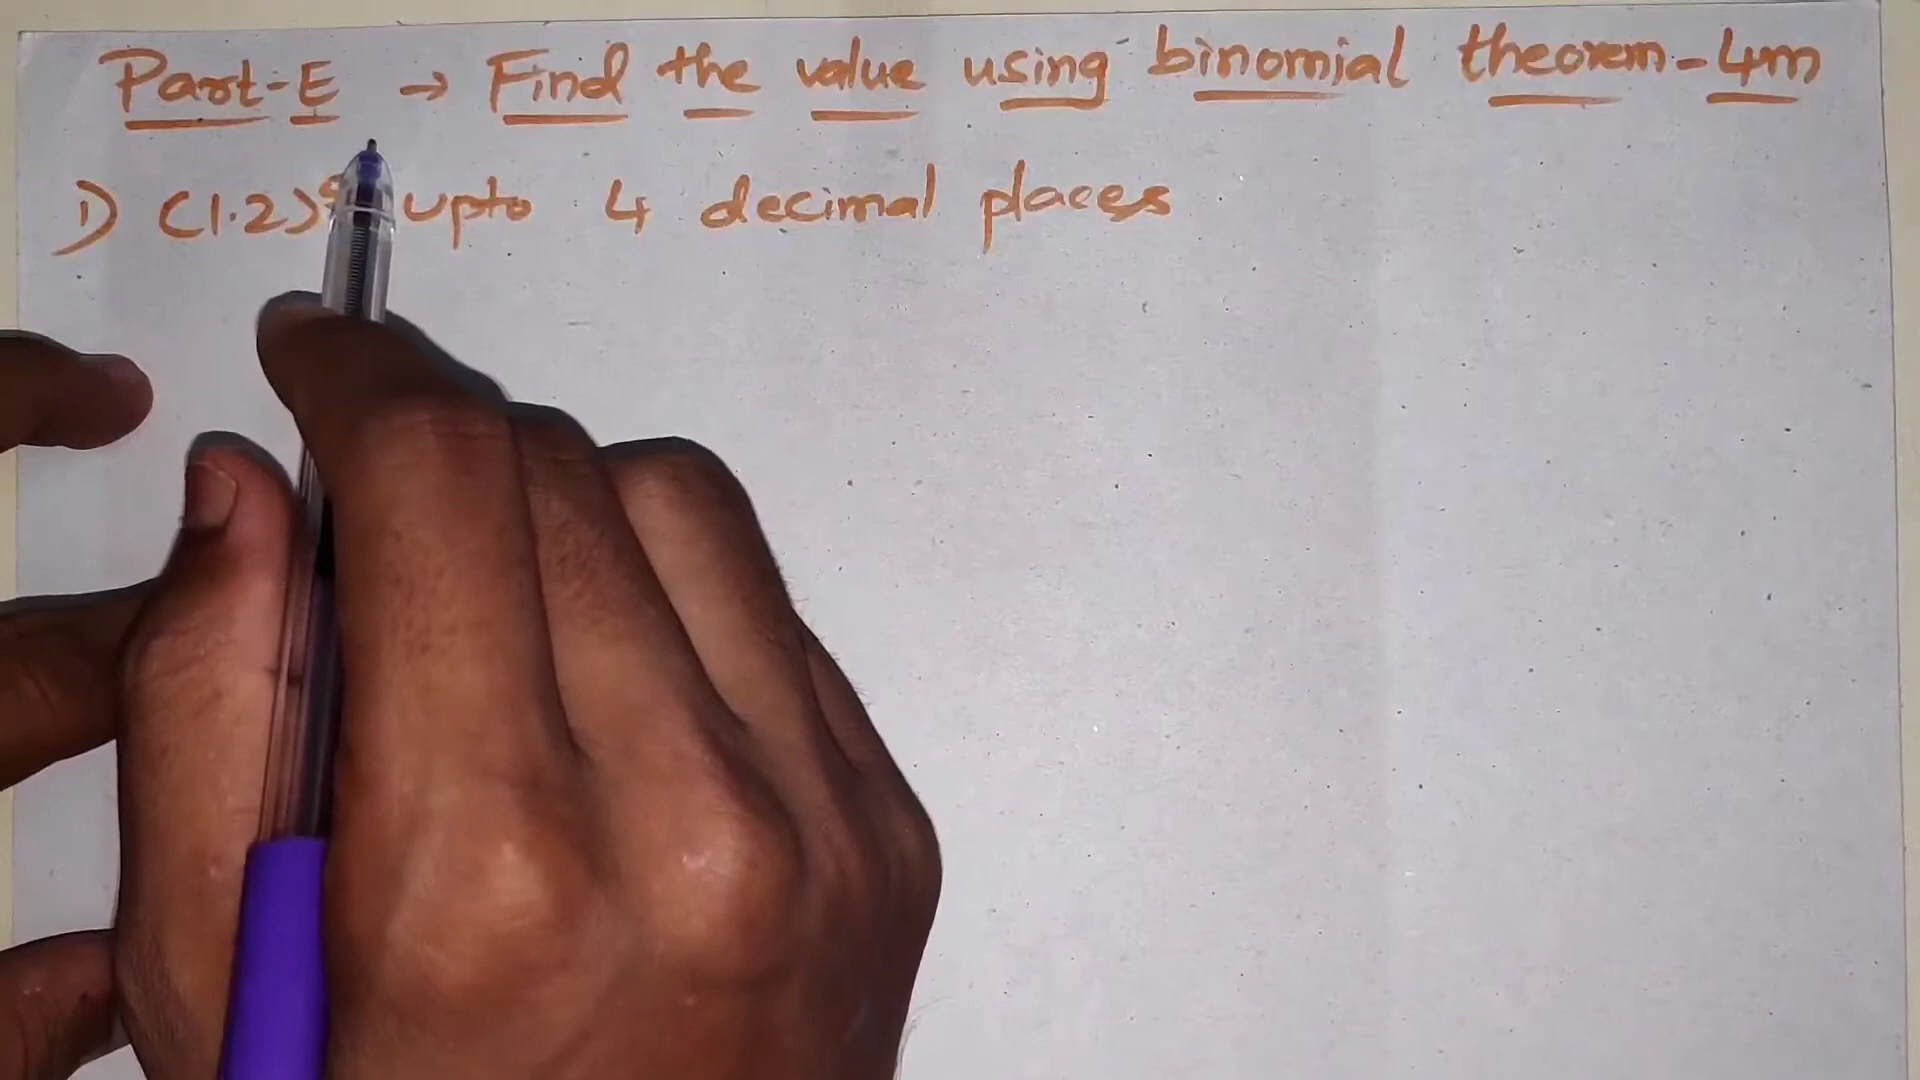 Part-E → Find the value using binomial theorem - 4m
1) (1.2) upto 4 decimal places